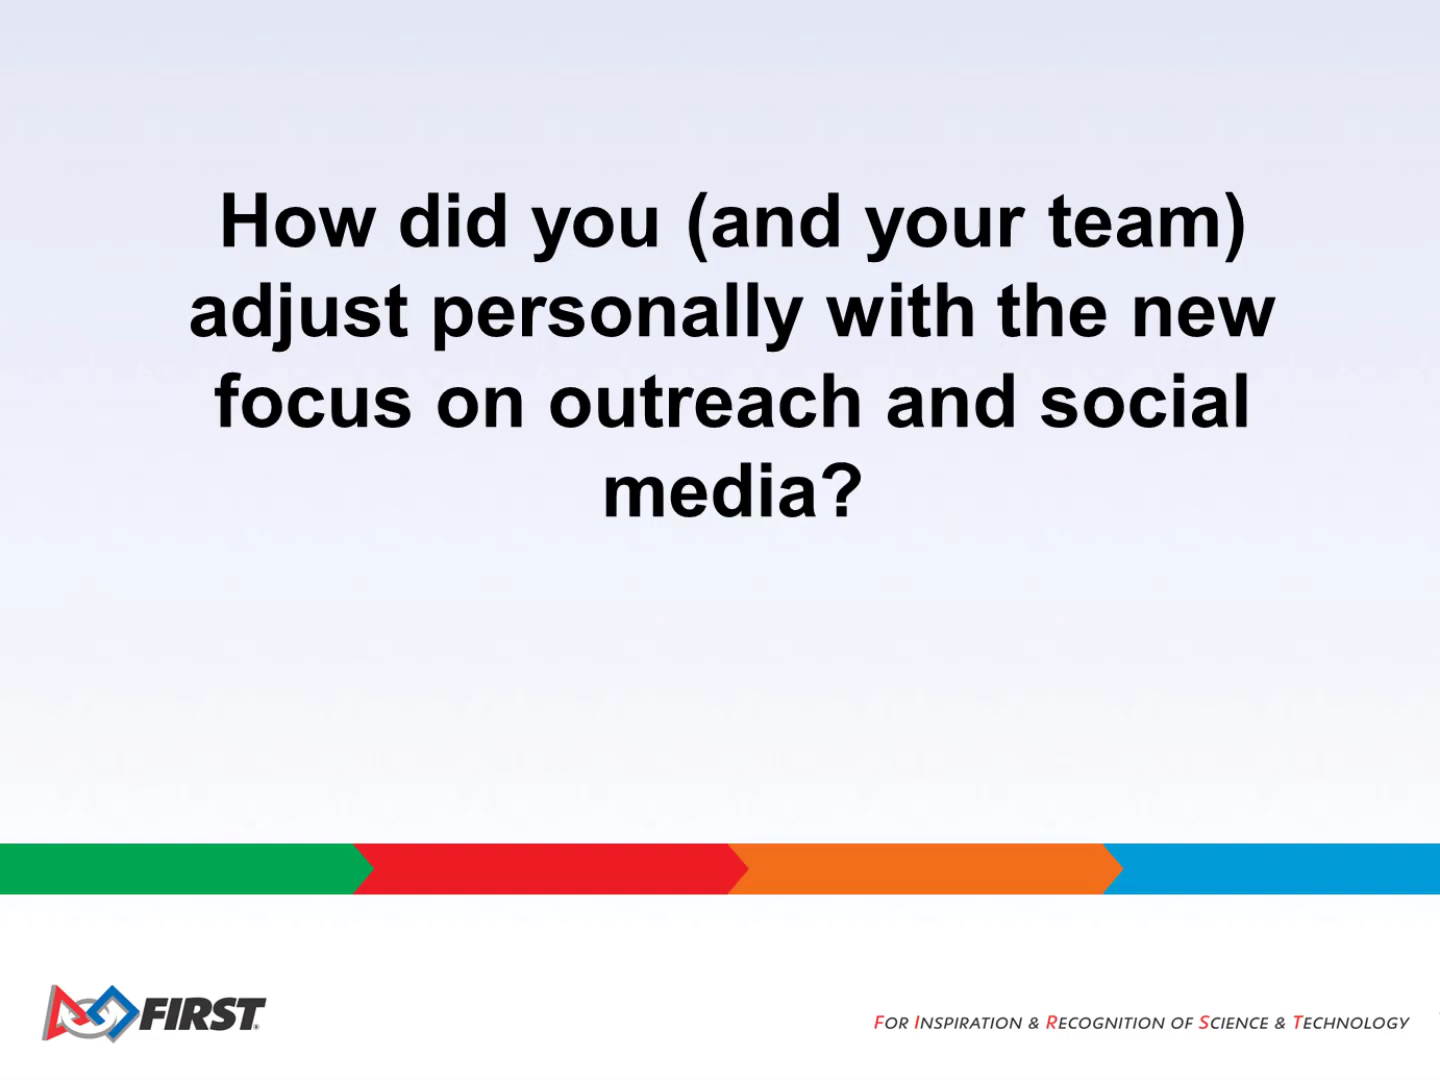 How did you (and your team)
adjust personally with the new
focus on outreach and social
media?
FIRST®
FOR INSPIRATION & RECOGNITION OF SCIENCE & TECHNOLOGY